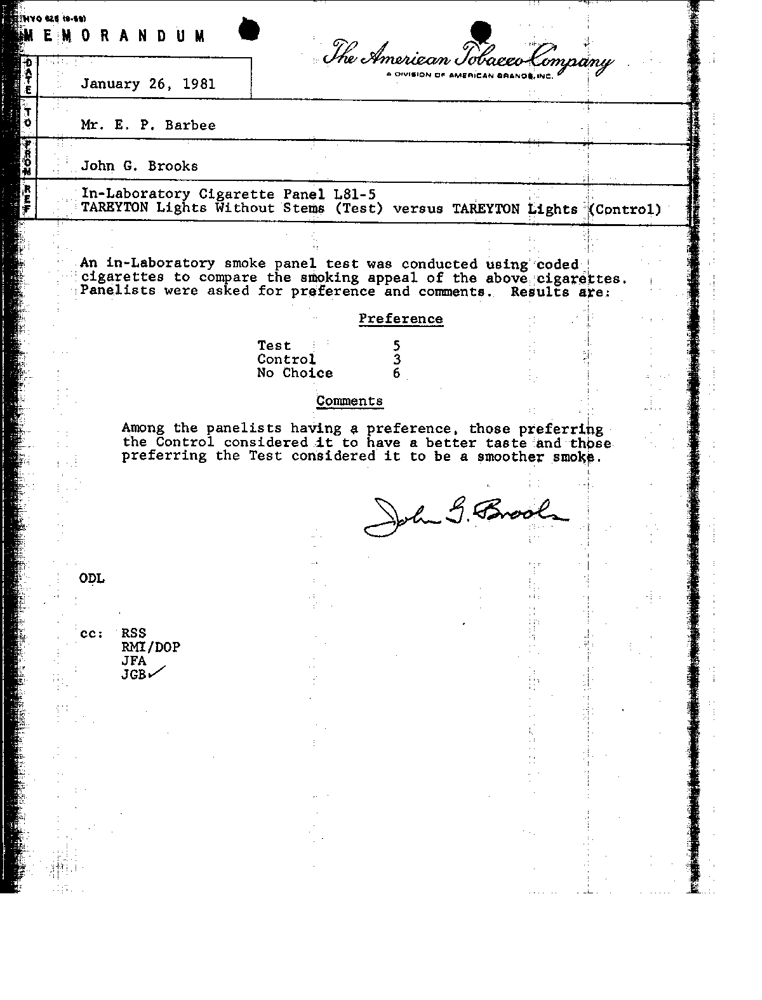 M E M O R A N D U M
The American Tobacco Company
A DIVISION OF AMERICAN BRANDS, INC.
DATE
January 26, 1981
TO
Mr. E. P. Barbee
FROM
John G. Brooks
REF
In-Laboratory Cigarette Panel L81-5
TAREYTON Lights Without Stems (Test) versus TAREYTON Lights (Control)
An in-Laboratory smoke panel test was conducted using coded
cigarettes to compare the smoking appeal of the above cigarettes.
Panelists were asked for preference and comments. Results are:
Preference
Test 5
Control 3
No Choice 6
Comments
Among the panelists having a preference, those preferring
the Control considered it to have a better taste and those
preferring the Test considered it to be a smoother smoke.
John G. Brooks
ODL
cc: RSS
RMI/DOP
JFA
JGB✓